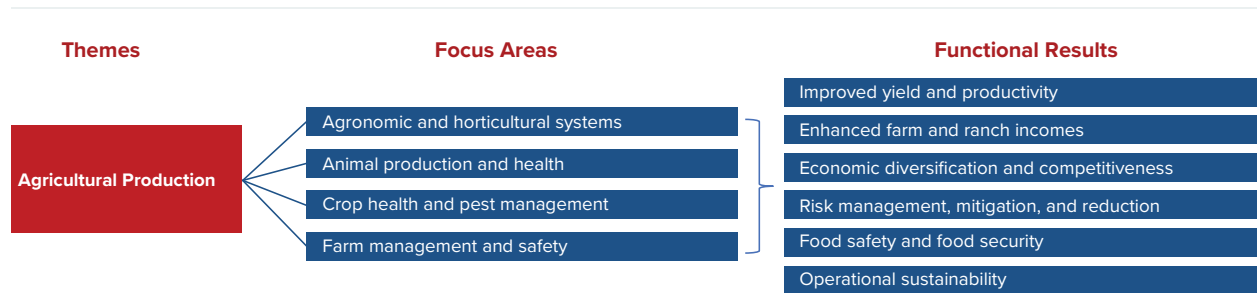 Themes
Focus Areas
Functional Results
Agricultural Production
Agronomic and horticultural systems
Animal production and health
Crop health and pest management
Farm management and safety
Improved yield and productivity
Enhanced farm and ranch incomes
Economic diversification and competitiveness
Risk management, mitigation, and reduction
Food safety and food security
Operational sustainability